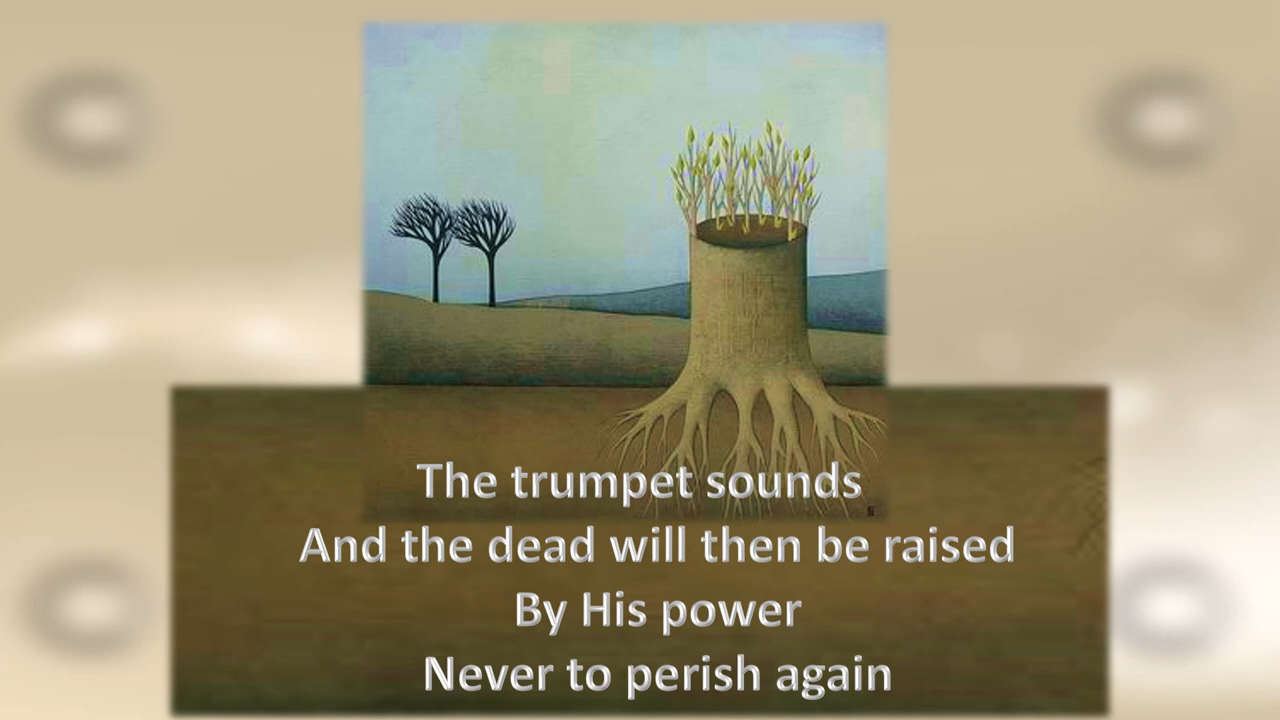 The trumpet sounds
And the dead will then be raised
By His power
Never to perish again